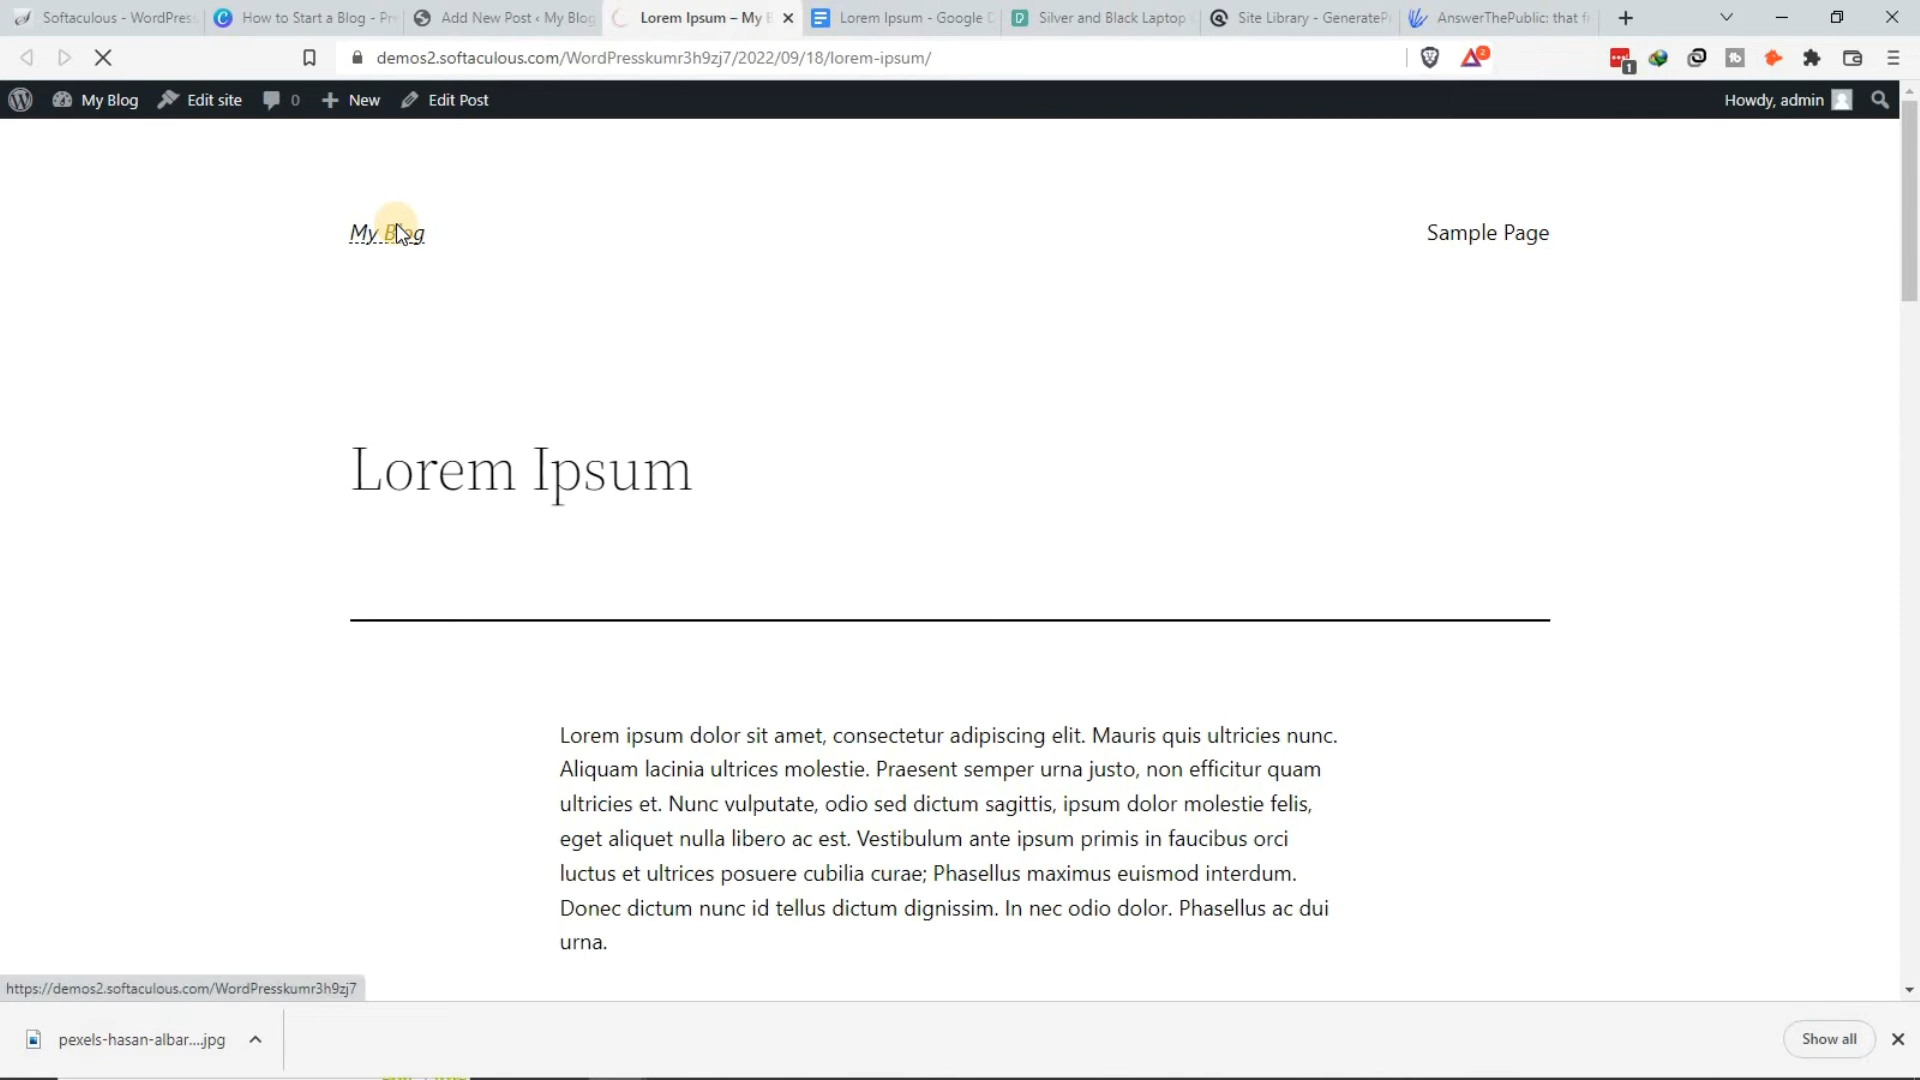 Softaculous - WordPres
How to Start a Blog - Pr
Add New Post ‹ My Blog
Lorem Ipsum – My B
Lorem Ipsum - Google D
Silver and Black Laptop
Site Library - GenerateP
AnswerThePublic: that f
demos2.softaculous.com/WordPresskumr3h9zj7/2022/09/18/lorem-ipsum/
2
1
My Blog
Edit site
0
New
Edit Post
Howdy, admin
My Blog
Sample Page
Lorem Ipsum
Lorem ipsum dolor sit amet, consectetur adipiscing elit. Mauris quis ultricies nunc.
Aliquam lacinia ultrices molestie. Praesent semper urna justo, non efficitur quam
ultricies et. Nunc vulputate, odio sed dictum sagittis, ipsum dolor molestie felis,
eget aliquet nulla libero ac est. Vestibulum ante ipsum primis in faucibus orci
luctus et ultrices posuere cubilia curae; Phasellus maximus euismod interdum.
Donec dictum nunc id tellus dictum dignissim. In nec odio dolor. Phasellus ac dui
urna.
https://demos2.softaculous.com/WordPresskumr3h9zj7
pexels-hasan-albar....jpg
Show all